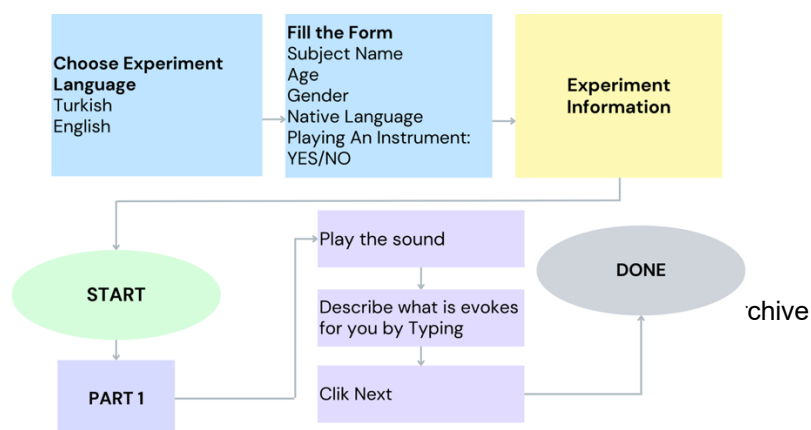 Choose Experiment
Language
Turkish
English
Fill the Form
Subject Name
Age
Gender
Native Language
Playing An Instrument:
YES/NO
Experiment
Information
START
PART 1
Play the sound
Describe what is evokes
for you by Typing
Clik Next
DONE
chive